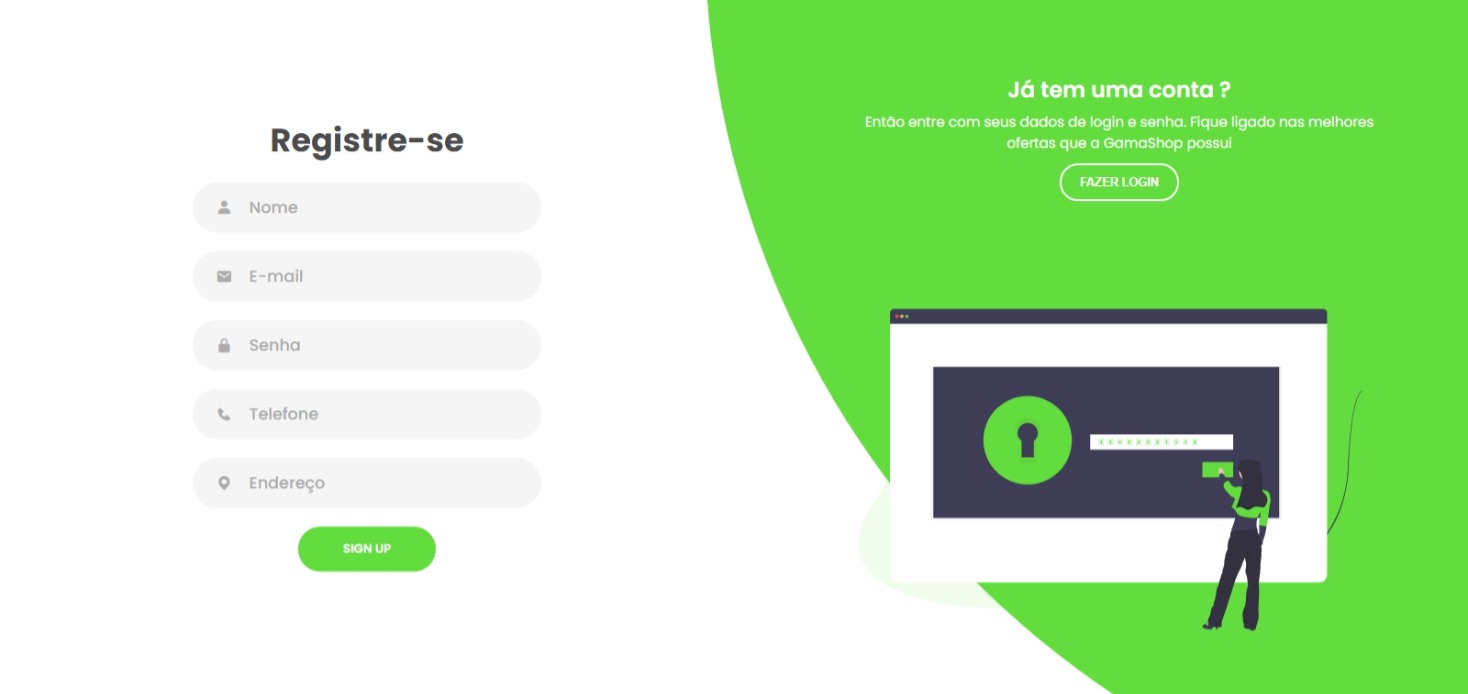 Registre-se
Nome
E-mail
Senha
Telefone
Endereço
SIGN UP
Já tem uma conta ?
Então entre com seus dados de login e senha. Fique ligado nas melhores
ofertas que a GamaShop possui
FAZER LOGIN
***********